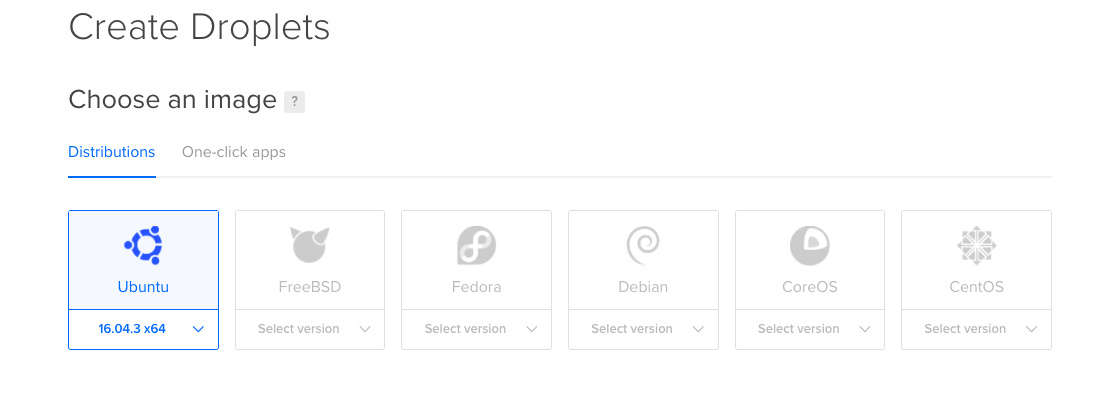 Create Droplets
Choose an image ?
Distributions One-click apps
Ubuntu FreeBSD Fedora Debian CoreOS CentOS
16.04.3 x64 Select version Select version Select version Select version Select version